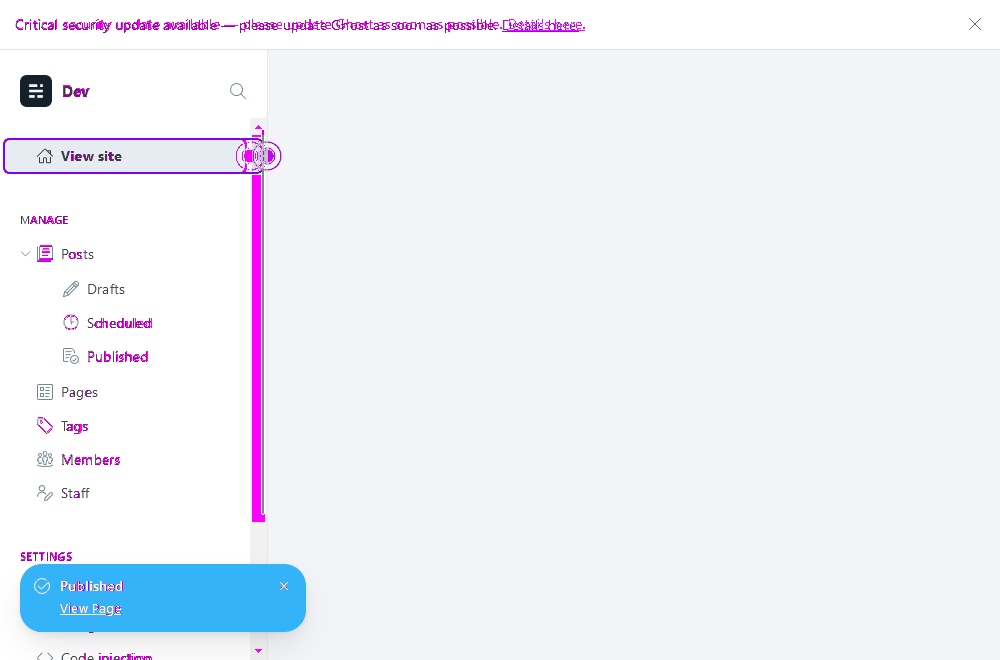 Critical security update available — please update Ghost as soon as possible. Details here.
Dev
View site
MANAGE
Posts
Drafts
Scheduled
Published
Pages
Tags
Members
Staff
SETTINGS
Published
View Page
Code injection